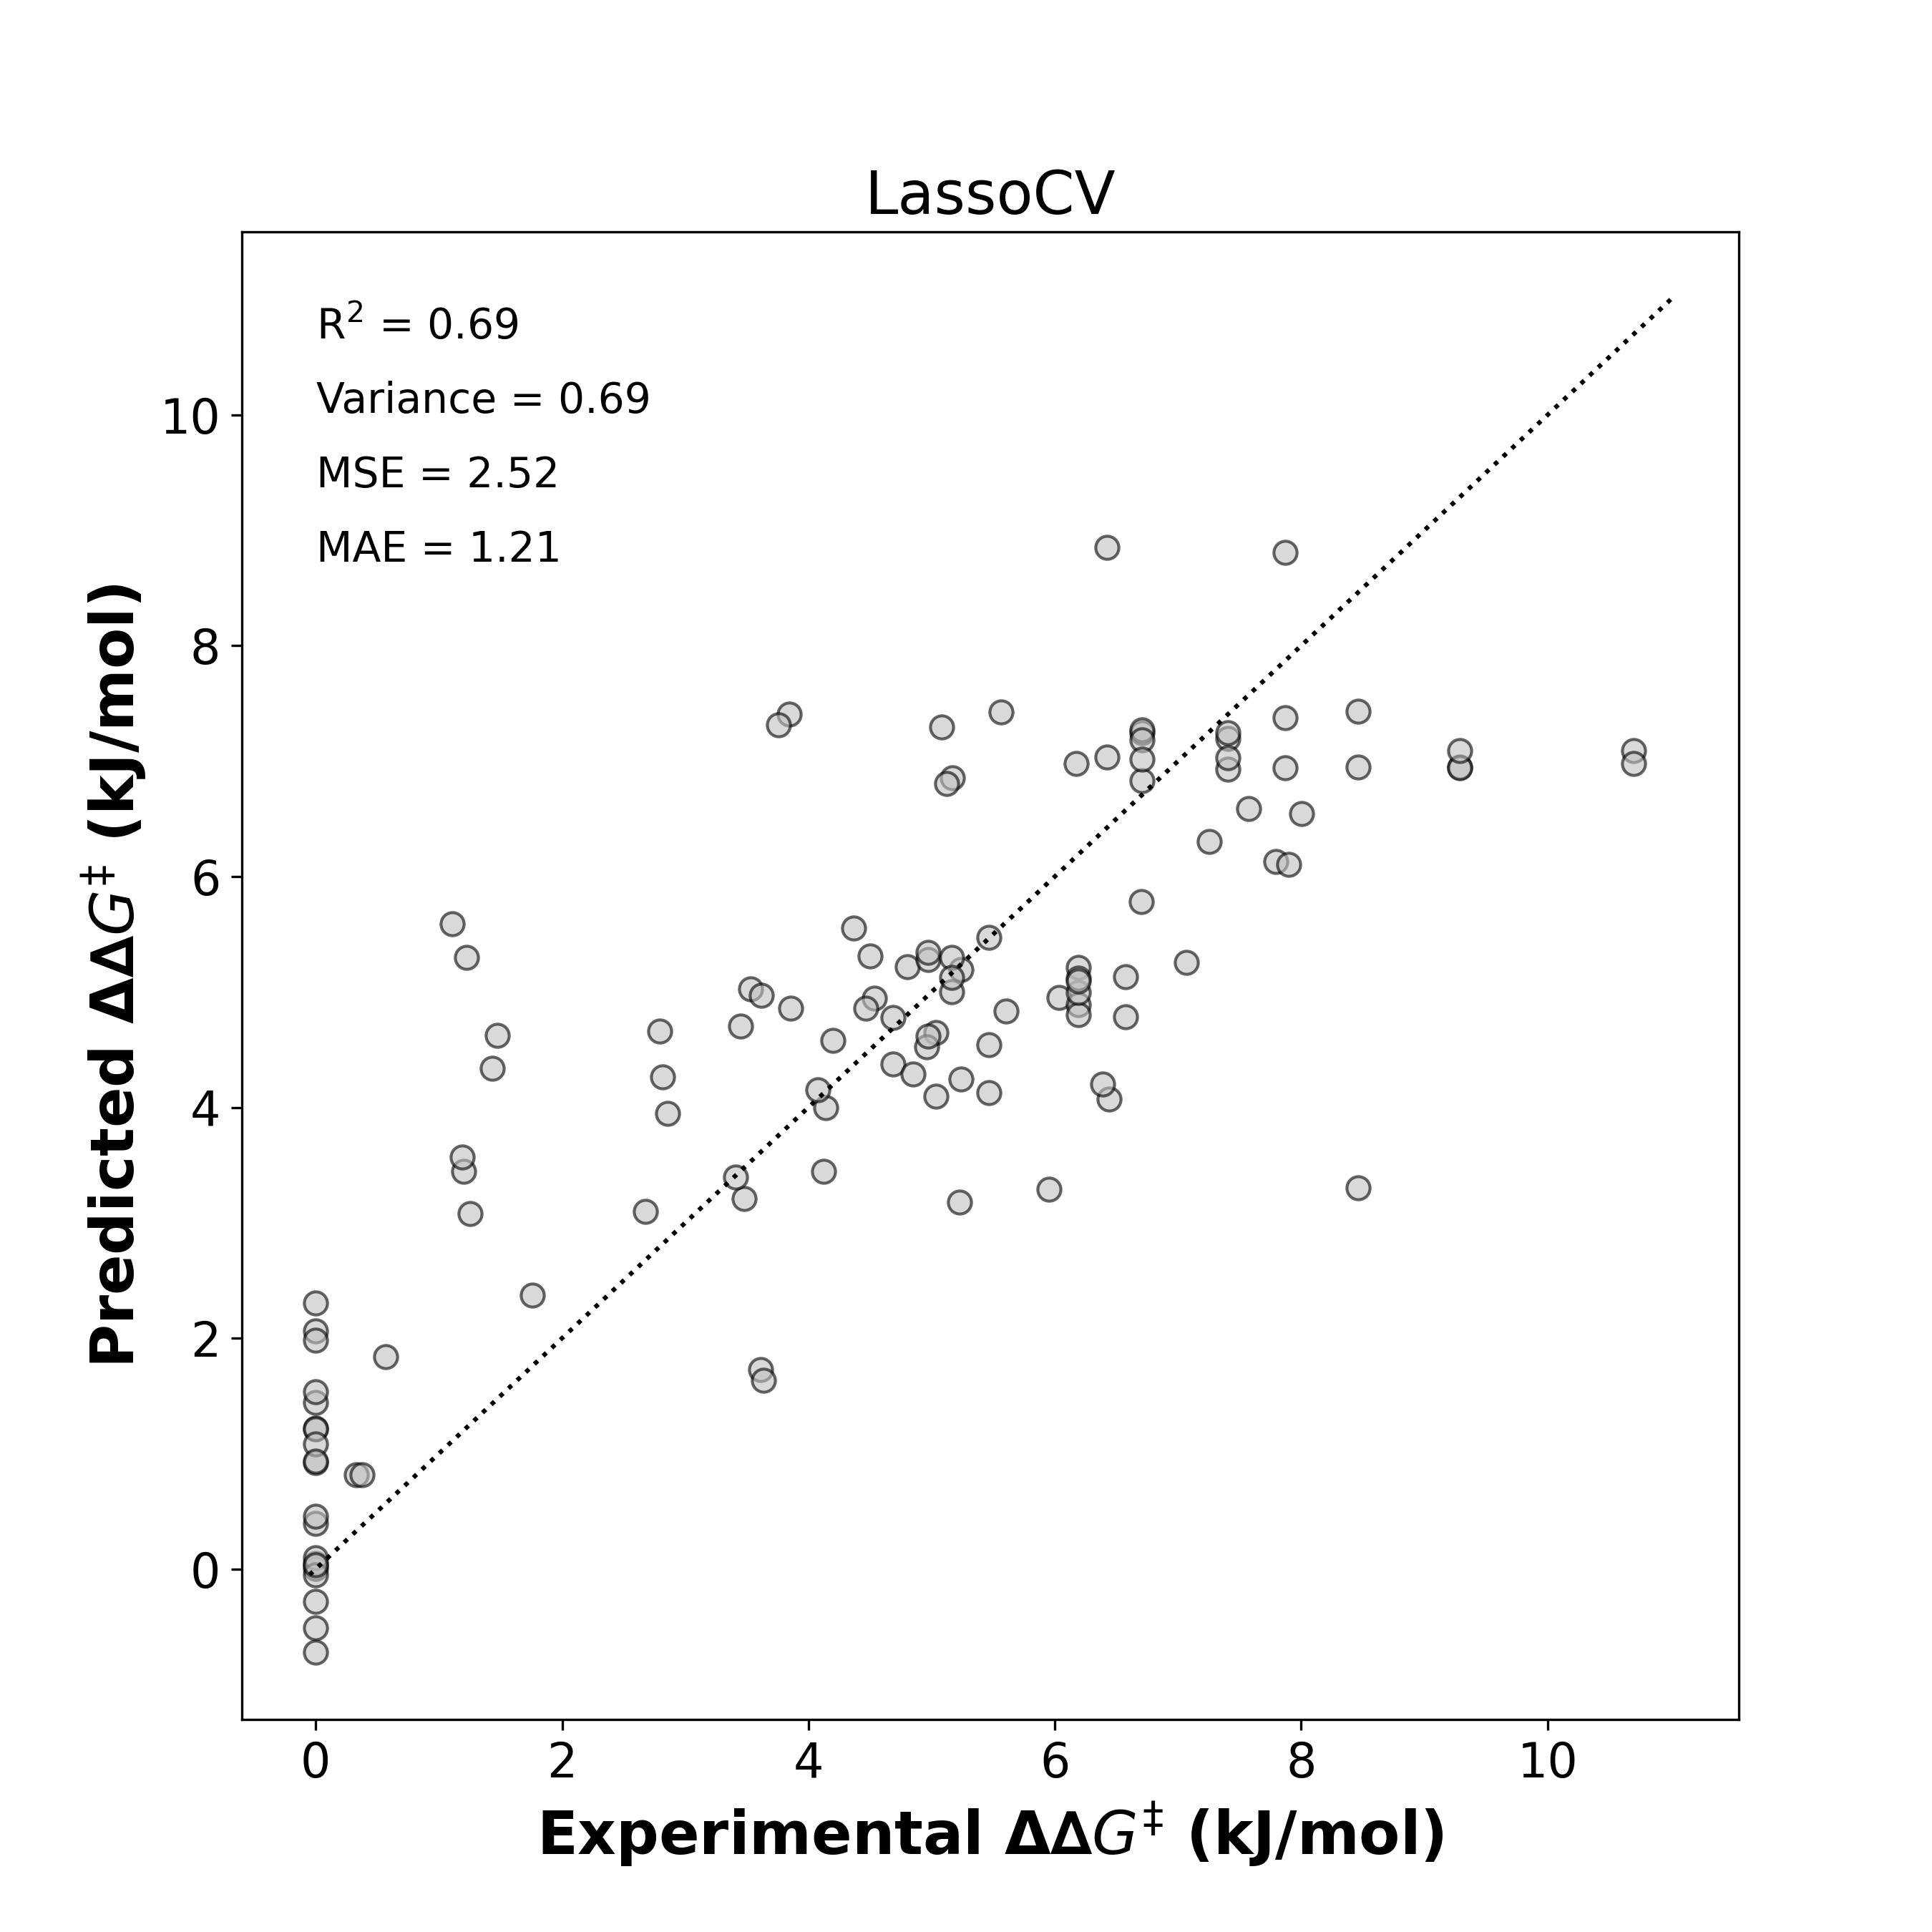 LassoCV
R² = 0.69
Variance = 0.69
MSE = 2.52
MAE = 1.21
Predicted ΔΔG‡ (kJ/mol)
10
8
6
4
2
0
0 2 4 6 8 10
Experimental ΔΔG‡ (kJ/mol)